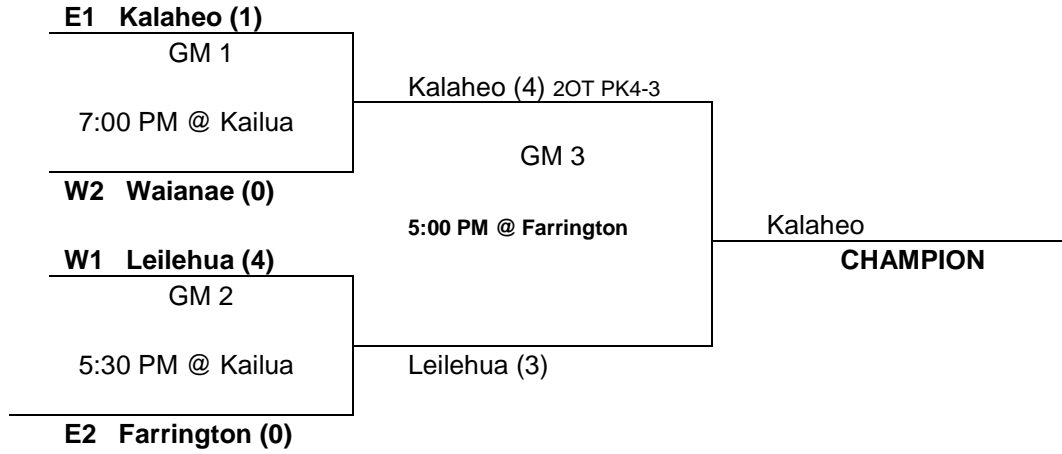 E1 Kalaheo (1)
GM 1
7:00 PM @ Kailua
W2 Waianae (0)
W1 Leilehua (4)
GM 2
5:30 PM @ Kailua
E2 Farrington (0)
Kalaheo (4) 2OT PK4-3
GM 3
5:00 PM @ Farrington
Leilehua (3)
Kalaheo
CHAMPION